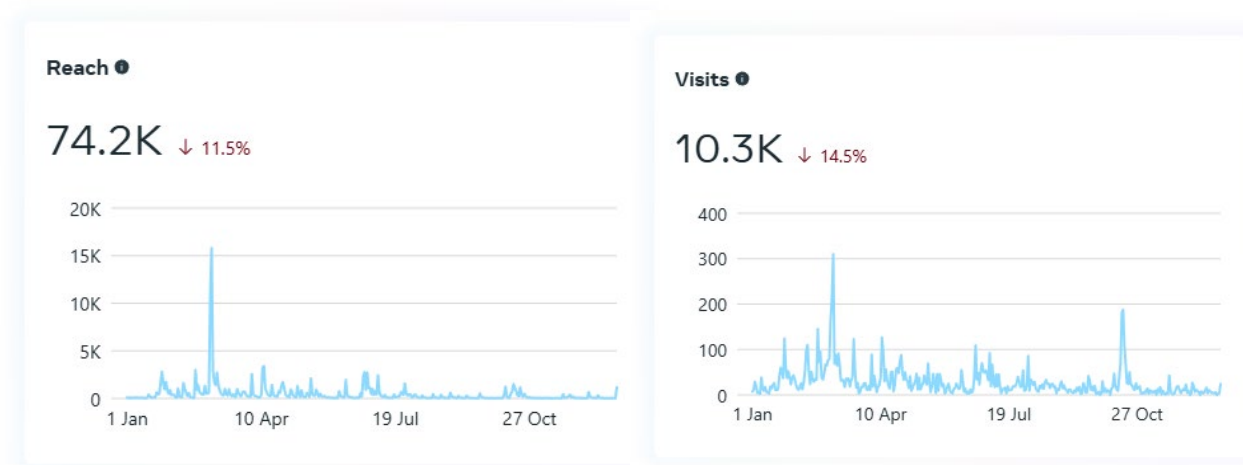 Reach
74.2K ↓ 11.5%
20K
15K
10K
5K
0
1 Jan 10 Apr 19 Jul 27 Oct
Visits
10.3K ↓ 14.5%
400
300
200
100
0
1 Jan 10 Apr 19 Jul 27 Oct